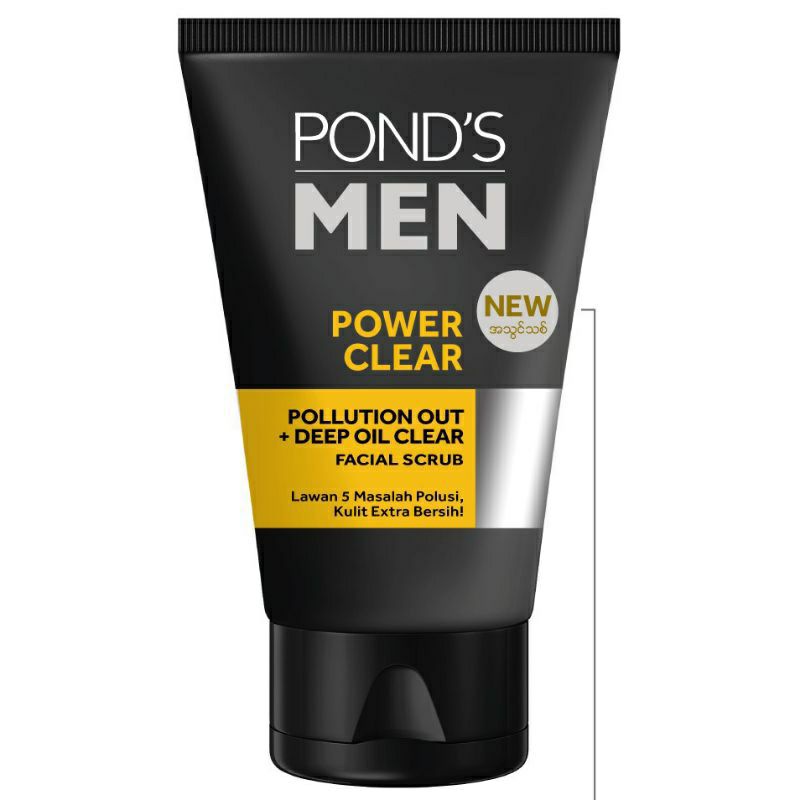 POND'S
MEN
NEW
အသွင်သစ်
POWER
CLEAR
POLLUTION OUT
+ DEEP OIL CLEAR
FACIAL SCRUB
Lawan 5 Masalah Polusi,
Kulit Extra Bersih!